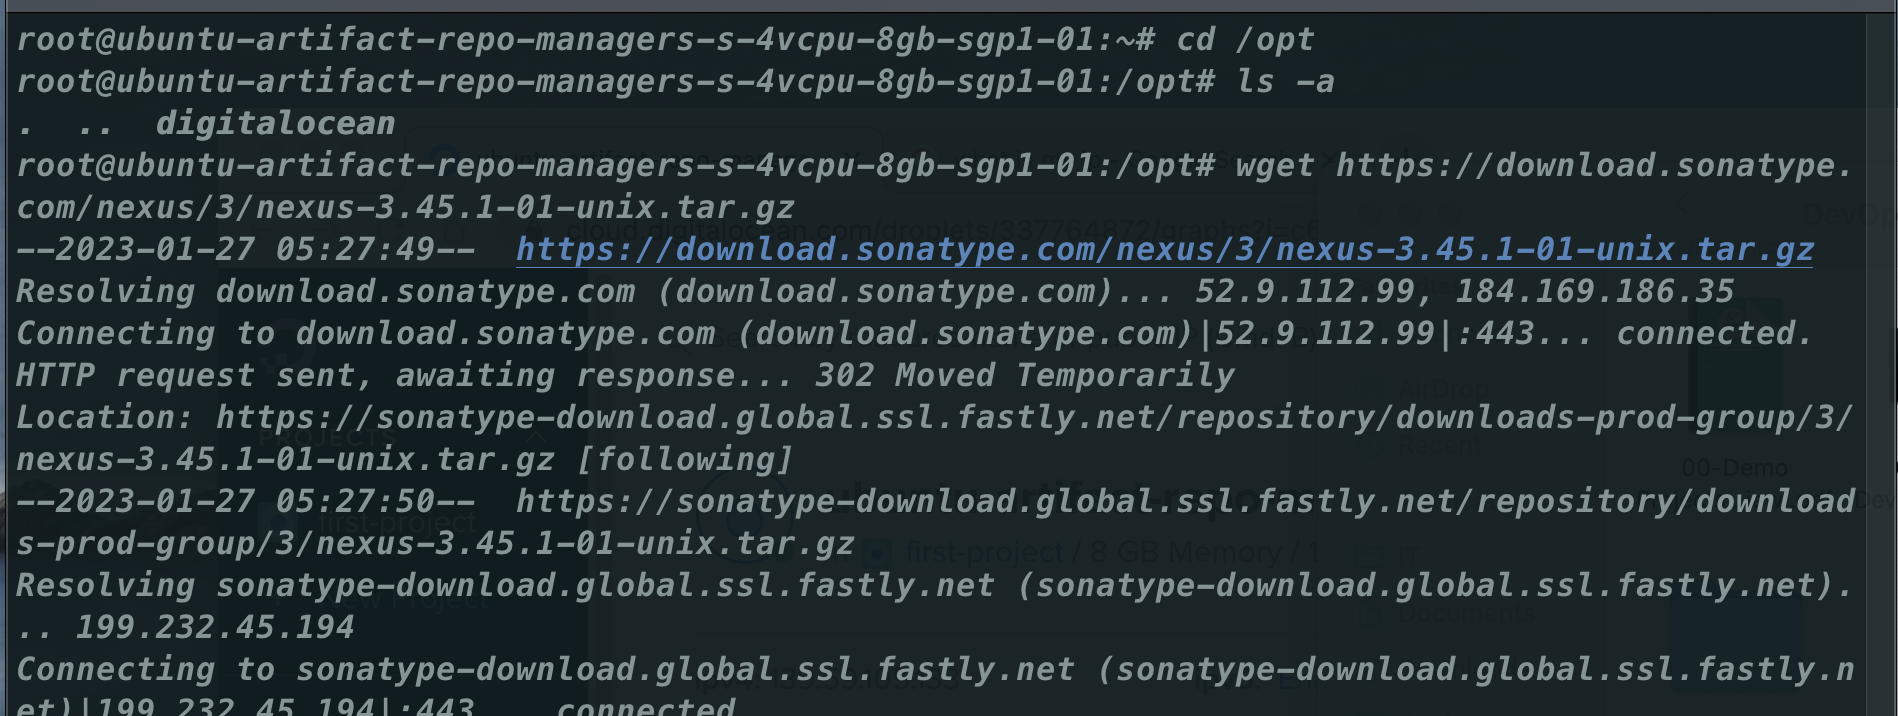 root@ubuntu-artifact-repo-managers-s-4vcpu-8gb-sgp1-01:~# cd /opt
root@ubuntu-artifact-repo-managers-s-4vcpu-8gb-sgp1-01:/opt# ls -a
.  ..  digitalocean
root@ubuntu-artifact-repo-managers-s-4vcpu-8gb-sgp1-01:/opt# wget https://download.sonatype.
com/nexus/3/nexus-3.45.1-01-unix.tar.gz
--2023-01-27 05:27:49--  https://download.sonatype.com/nexus/3/nexus-3.45.1-01-unix.tar.gz
Resolving download.sonatype.com (download.sonatype.com)... 52.9.112.99, 184.169.186.35
Connecting to download.sonatype.com (download.sonatype.com)|52.9.112.99|:443... connected.
HTTP request sent, awaiting response... 302 Moved Temporarily
Location: https://sonatype-download.global.ssl.fastly.net/repository/downloads-prod-group/3/
nexus-3.45.1-01-unix.tar.gz [following]
--2023-01-27 05:27:50--  https://sonatype-download.global.ssl.fastly.net/repository/download
s-prod-group/3/nexus-3.45.1-01-unix.tar.gz
Resolving sonatype-download.global.ssl.fastly.net (sonatype-download.global.ssl.fastly.net).
.. 199.232.45.194
Connecting to sonatype-download.global.ssl.fastly.net (sonatype-download.global.ssl.fastly.n
et)|199.232.45.194|:443... connected.